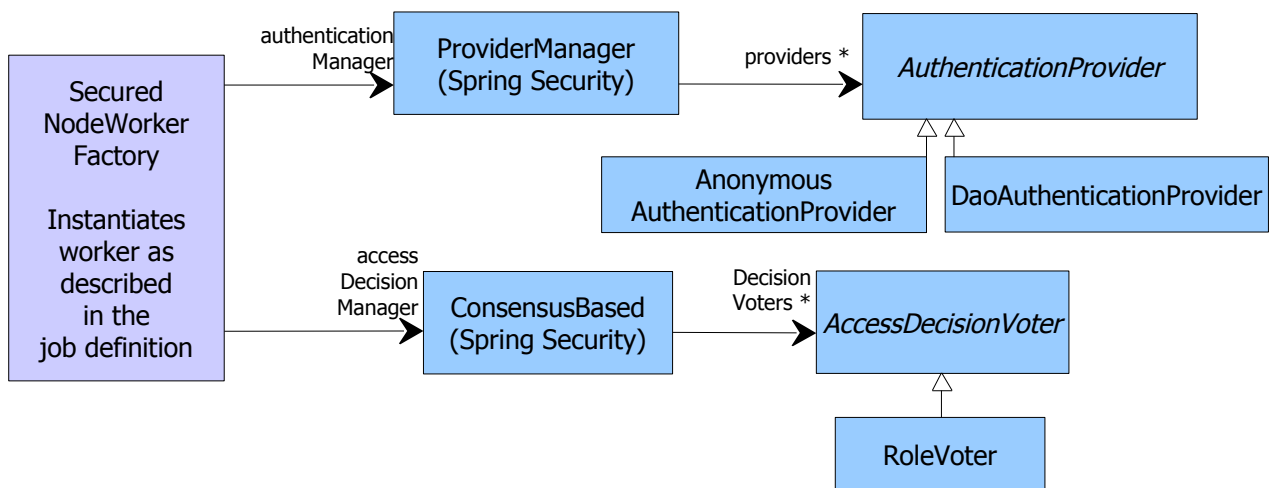 Secured
NodeWorker
Factory
Instantiates
worker as
described
in the
job definition
authentication
Manager
ProviderManager
(Spring Security)
providers *
AuthenticationProvider
Anonymous
AuthenticationProvider
DaoAuthenticationProvider
access
Decision
Manager
ConsensusBased
(Spring Security)
Decision
Voters *
AccessDecisionVoter
RoleVoter